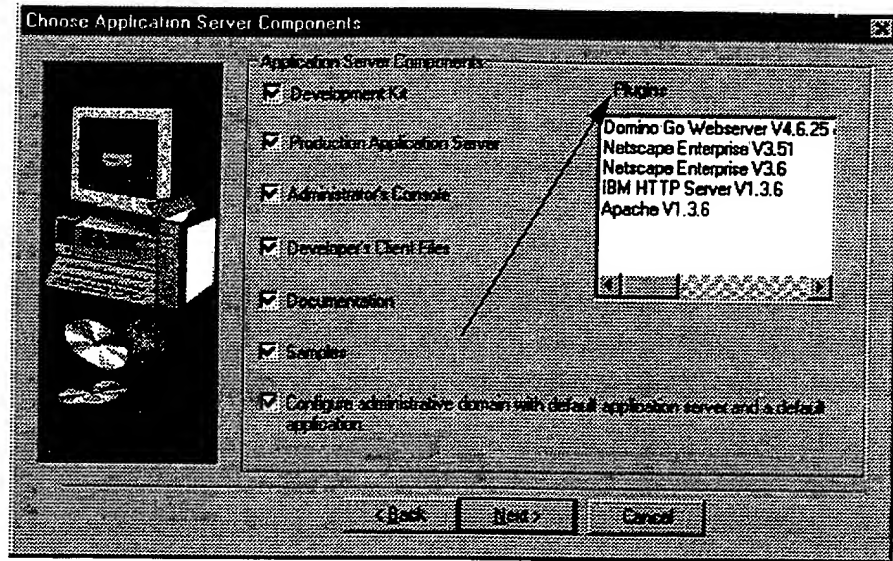 Choose Application Server Components
Application Server Components
Development Kit
Production Application Server
Administrator's Console
Developer's Client Files
Documentation
Samples
Configure administrative domain with default application server and a default
application
Plugins
Domino Go Webserver V4.6.25
Netscape Enterprise V3.51
Netscape Enterprise V3.6
IBM HTTP Server V1.3.6
Apache V1.3.6
< Back
Next >
Cancel